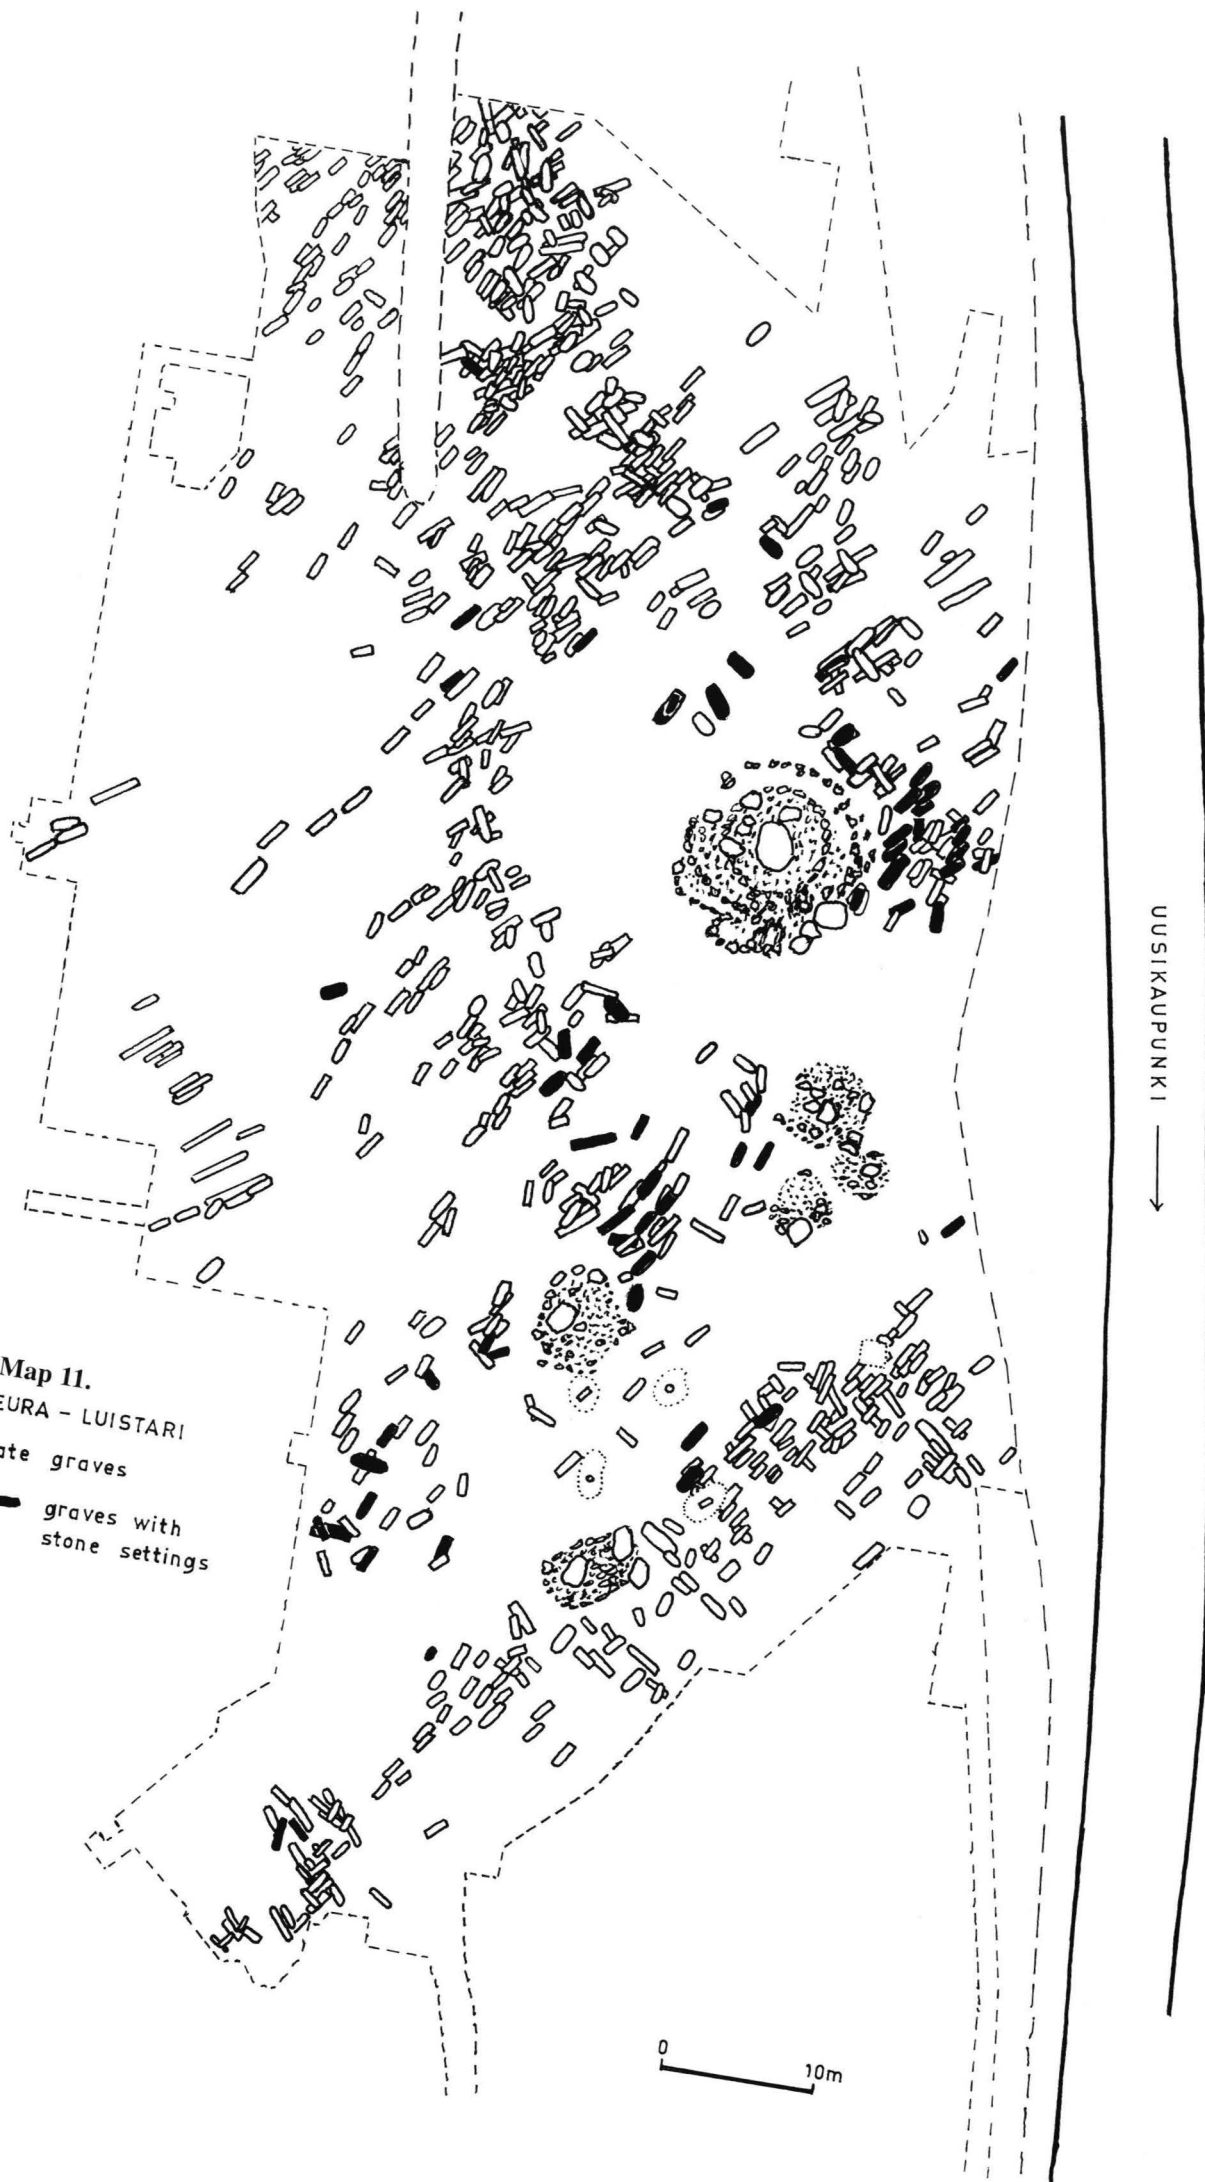 Map 11.
EURA - LUISTARI
ate graves
graves with
stone settings
UUSIKAUPUNKI
0 10m